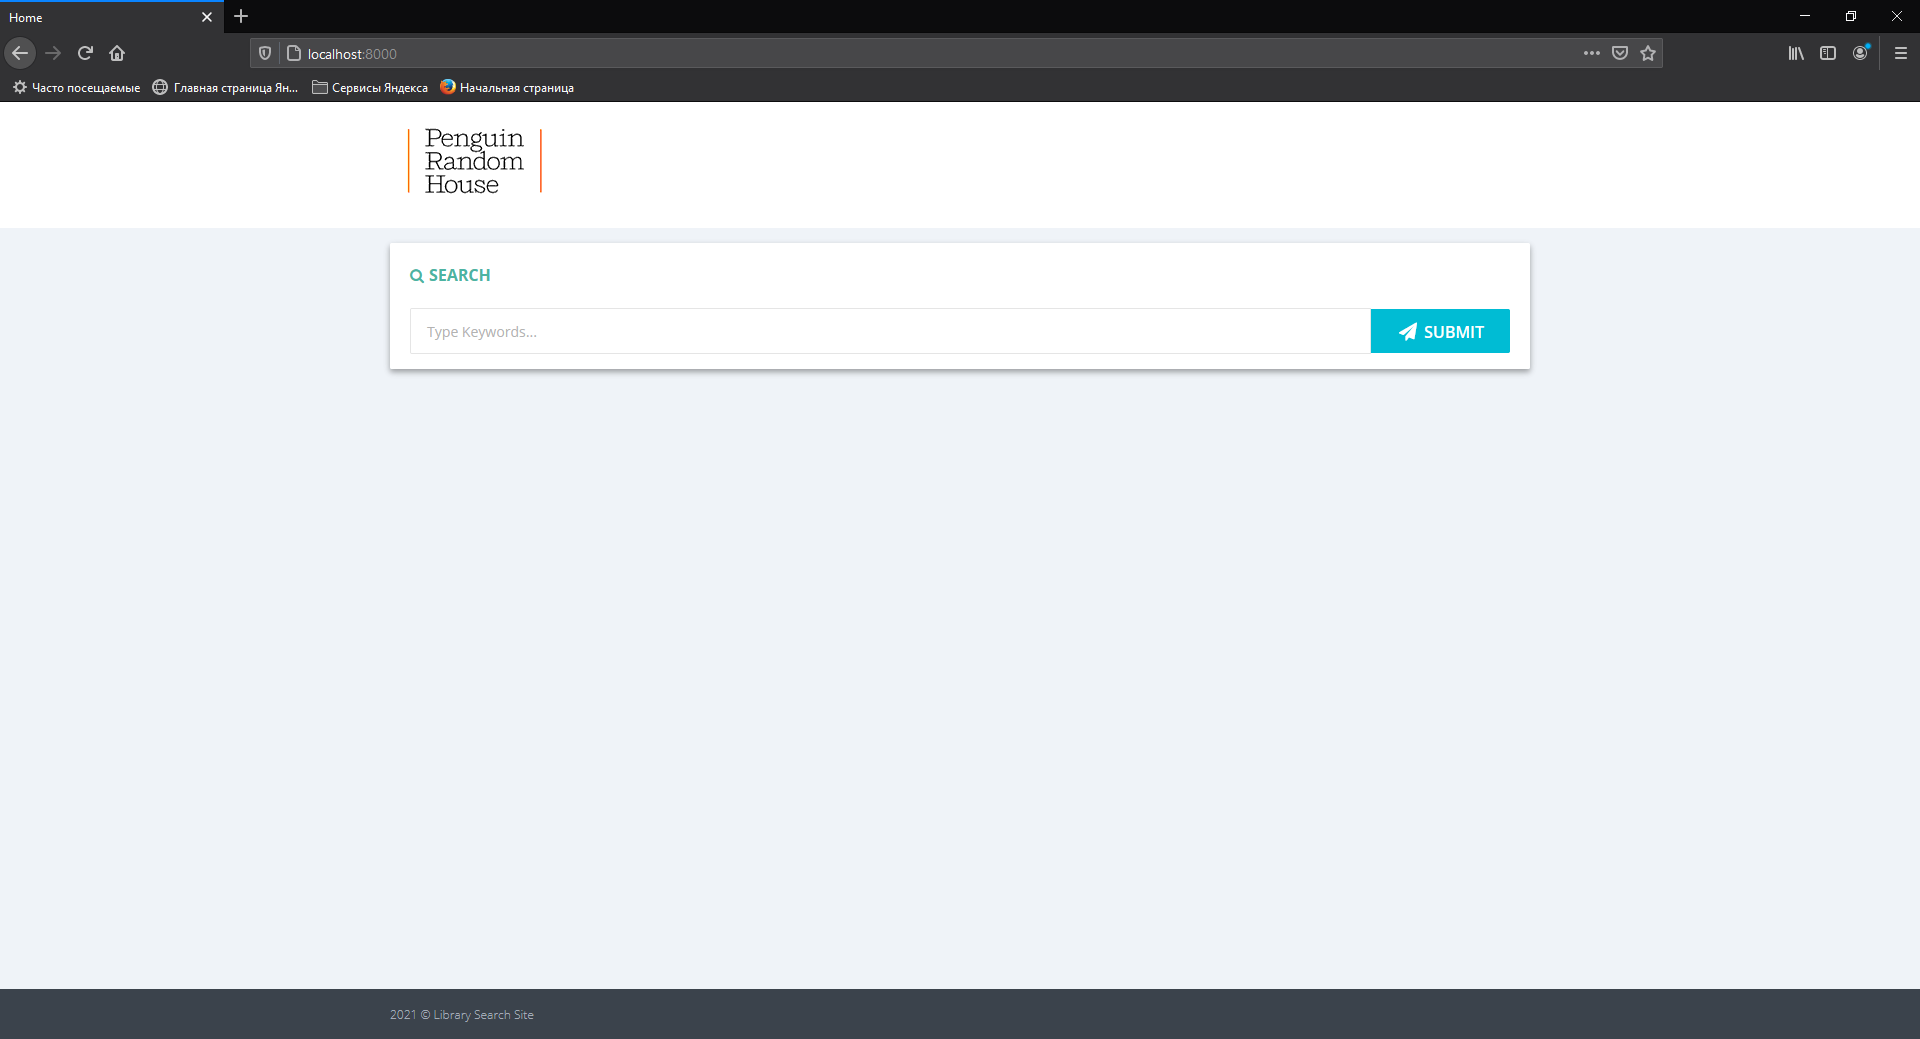 Home
localhost:8000
Часто посещаемые
Главная страница Ян...
Сервисы Яндекса
Начальная страница
Penguin
Random
House
SEARCH
Type Keywords...
SUBMIT
2021 © Library Search Site